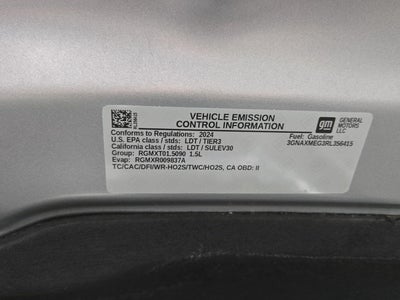 VEHICLE EMISSION
CONTROL INFORMATION
gm
GENERAL
MOTORS
LLC
Conforms to Regulations: 2024
Fuel: Gasoline
U.S. EPA class / stds: LDT / TIER3
3GNAXMEG3RL356415
California class / stds: LDT / SULEV30
Group: RGMXT01.5090 1.5L
Evap: RGMXR009837A
TC/CAC/DFI/WR-HO2S/TWC/HO2S, CA OBD: II